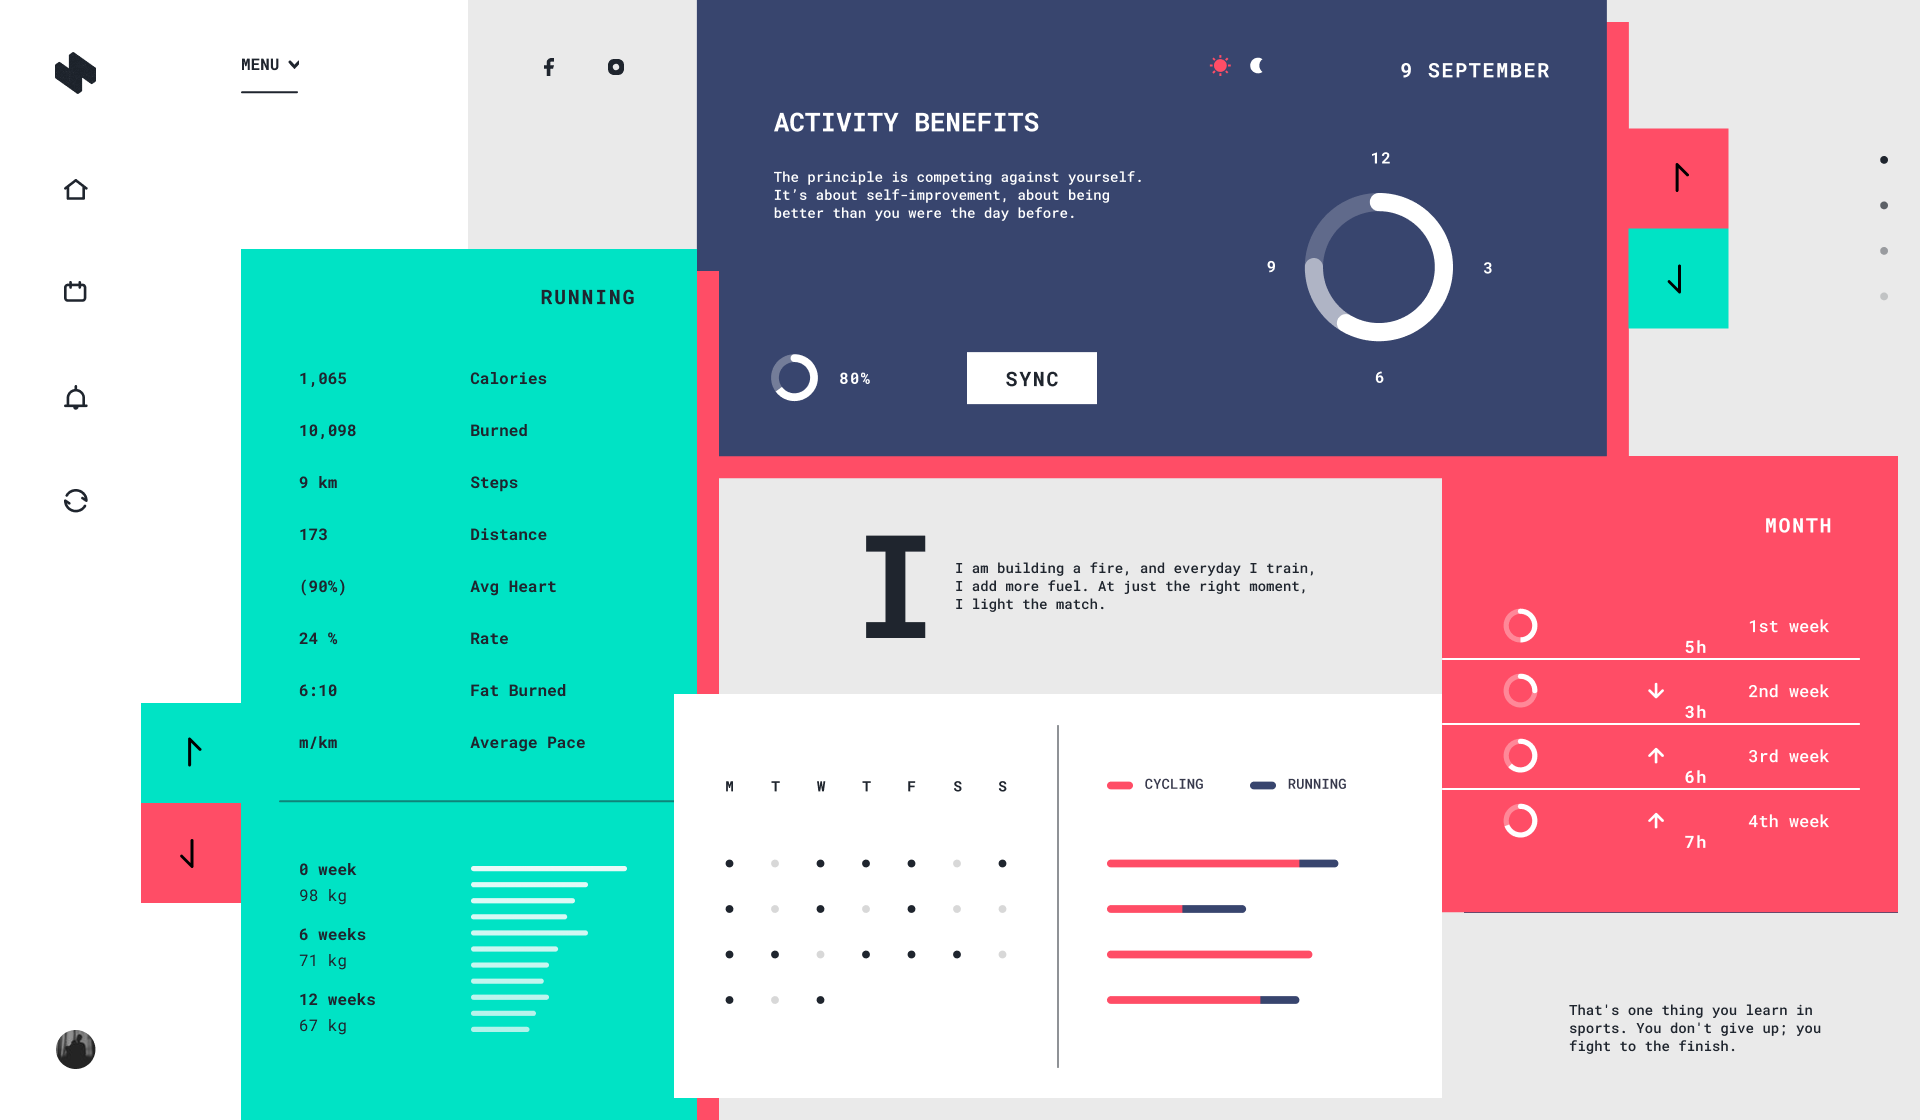 MENU
9 SEPTEMBER
ACTIVITY BENEFITS
The principle is competing against yourself.
It’s about self-improvement, about being
better than you were the day before.
12
9
3
6
80%
SYNC
RUNNING
1,065 Calories
10,098 Burned
9 km Steps
173 Distance
(90%) Avg Heart
24 % Rate
6:10 Fat Burned
m/km Average Pace
0 week
98 kg
6 weeks
71 kg
12 weeks
67 kg
I
I am building a fire, and everyday I train,
I add more fuel. At just the right moment,
I light the match.
M T W T F S S
CYCLING RUNNING
MONTH
1st week
5h
2nd week
3h
3rd week
6h
4th week
7h
That's one thing you learn in
sports. You don't give up; you
fight to the finish.